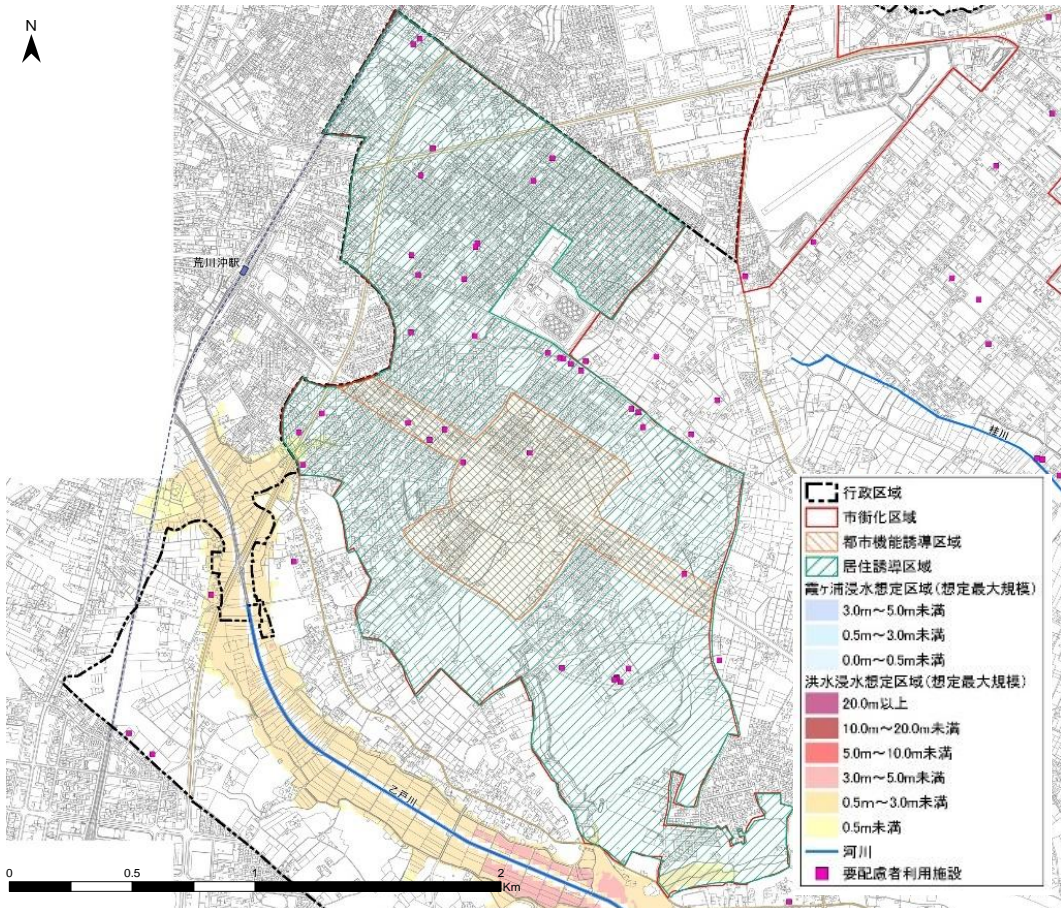 N
荒川沖駅
桂川
乙戸川
0
0.5
1
2
Km
行政区域
市街化区域
都市機能誘導区域
居住誘導区域
霞ヶ浦浸水想定区域(想定最大規模)
3.0m～5.0m未満
0.5m～3.0m未満
0.0m～0.5m未満
洪水浸水想定区域(想定最大規模)
20.0m以上
10.0m～20.0m未満
5.0m～10.0m未満
3.0m～5.0m未満
0.5m～3.0m未満
0.5m未満
河川
要配慮者利用施設